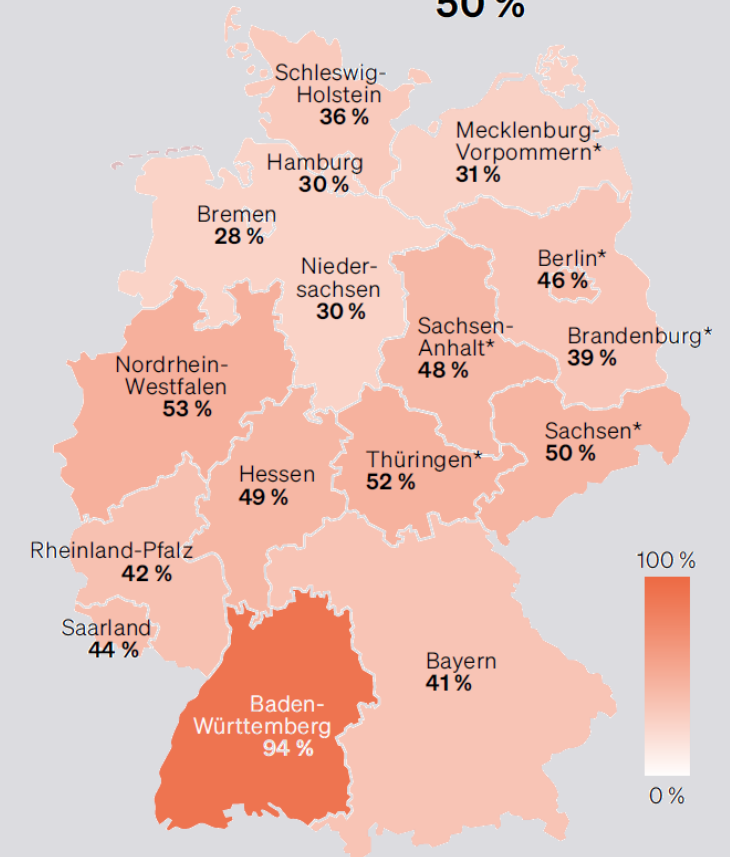 50 %
Schleswig-
Holstein
36 %
Mecklenburg-
Vorpommern*
31 %
Hamburg
30 %
Bremen
28 %
Nieder-
sachsen
30 %
Berlin*
46 %
Brandenburg*
39 %
Sachsen-
Anhalt*
48 %
Nordrhein-
Westfalen
53 %
Sachsen*
50 %
Thüringen*
52 %
Hessen
49 %
Rheinland-Pfalz
42 %
Saarland
44 %
Bayern
41 %
Baden-
Württemberg
94 %
100 %
0 %